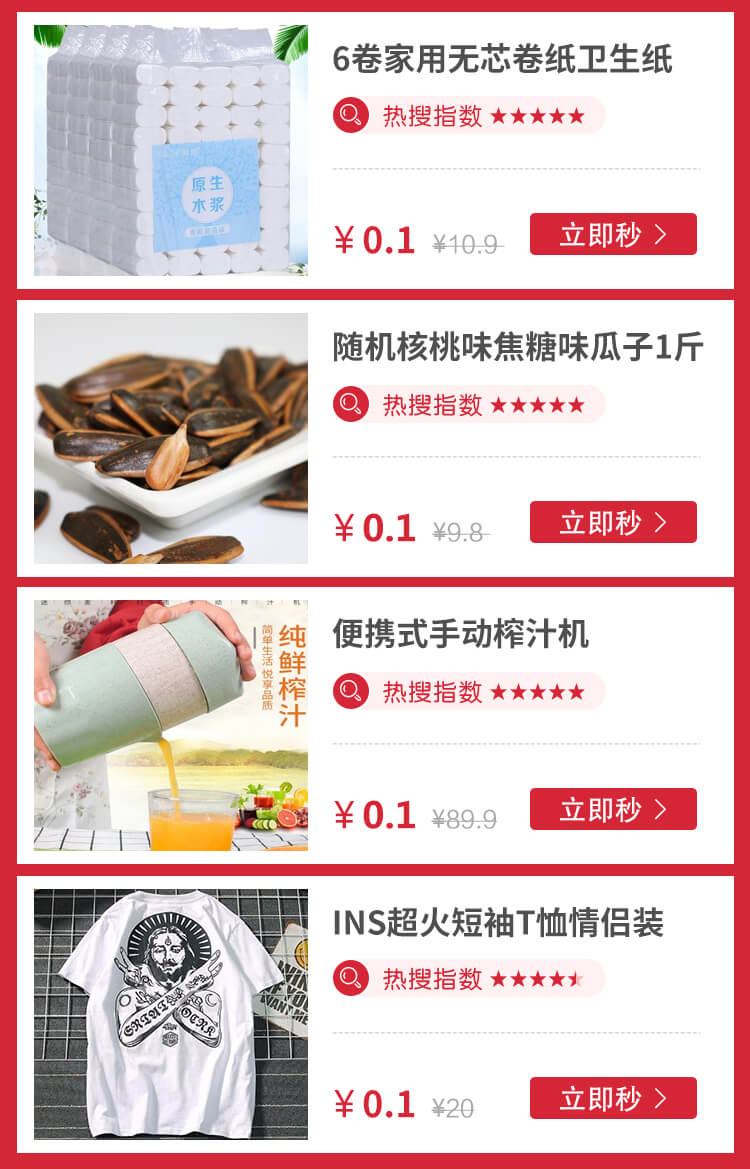 6卷家用无芯卷纸卫生纸
热搜指数 ★★★★★
原生
木浆
¥0.1 ¥10.9 立即秒 >
随机核桃味焦糖味瓜子1斤
热搜指数 ★★★★★
¥0.1 ¥9.8 立即秒 >
便携式手动榨汁机
纯鲜榨汁
简单生活 悦享品质
热搜指数 ★★★★★
¥0.1 ¥89.9 立即秒 >
INS超火短袖T恤情侣装
热搜指数 ★★★★★
¥0.1 ¥20 立即秒 >